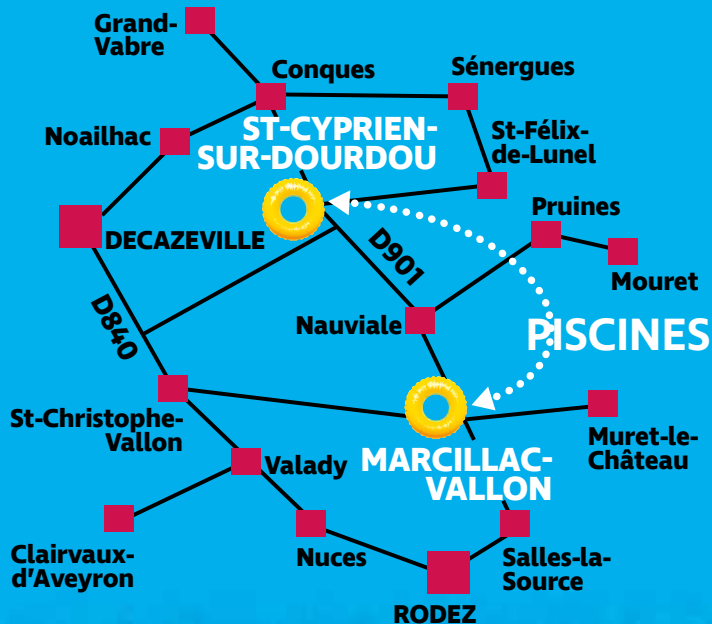 Grand-
Vabre
Conques
Sénergues
Noailhac
ST-CYPRIEN-
SUR-DOURDOU
St-Félix-
de-Lunel
Pruines
DECAZEVILLE
D901
Mouret
D840
Nauviale
PISCINES
St-Christophe-
Vallon
Muret-le-
Château
Valady
MARCILLAC-
VALLON
Clairvaux-
d'Aveyron
Nuces
Salles-la-
Source
RODEZ